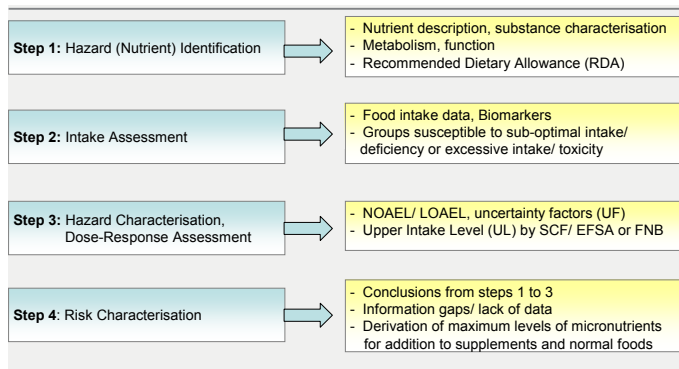 Step 1: Hazard (Nutrient) Identification
- Nutrient description, substance characterisation
- Metabolism, function
- Recommended Dietary Allowance (RDA)
Step 2: Intake Assessment
- Food intake data, Biomarkers
- Groups susceptible to sub-optimal intake/
deficiency or excessive intake/ toxicity
Step 3: Hazard Characterisation,
Dose-Response Assessment
- NOAEL/ LOAEL, uncertainty factors (UF)
- Upper Intake Level (UL) by SCF/ EFSA or FNB
Step 4: Risk Characterisation
- Conclusions from steps 1 to 3
- Information gaps/ lack of data
- Derivation of maximum levels of micronutrients
for addition to supplements and normal foods